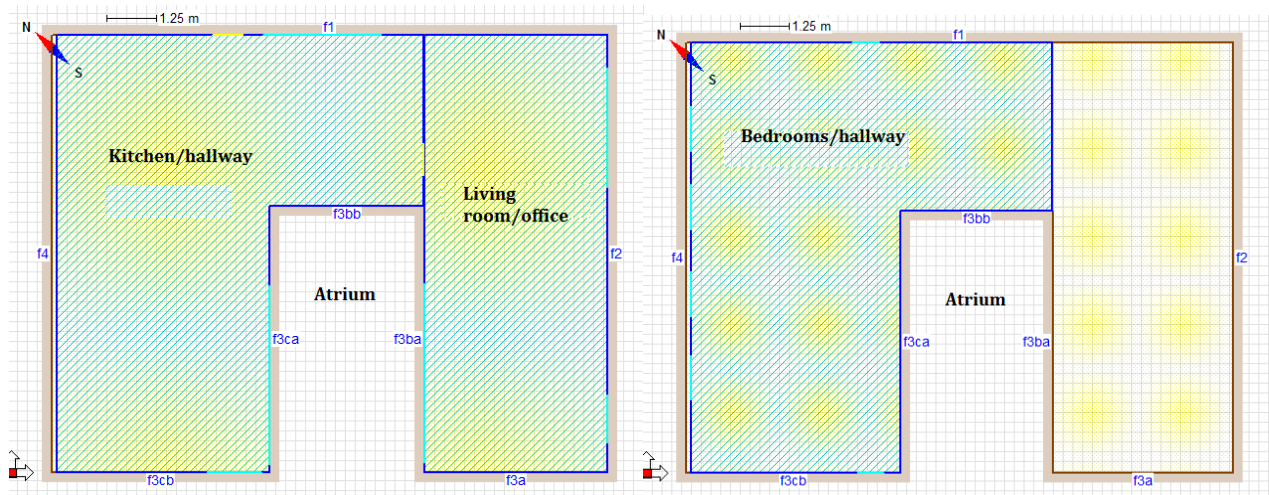 1.25 m
N
S
f1
Kitchen/hallway
Living
room/office
f3bb
f4
f2
Atrium
f3ca
f3ba
f3cb
f3a
1.25 m
N
S
f1
Bedrooms/hallway
f3bb
f4
f2
Atrium
f3ca
f3ba
f3cb
f3a